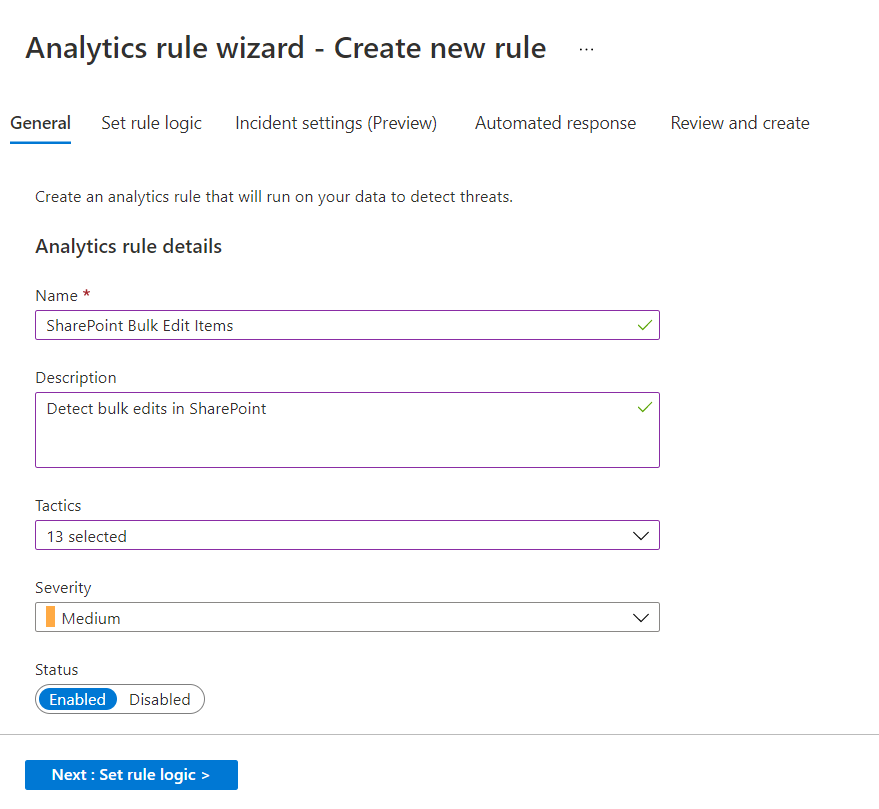 Analytics rule wizard - Create new rule ...
General Set rule logic Incident settings (Preview) Automated response Review and create
Create an analytics rule that will run on your data to detect threats.
Analytics rule details
Name *
SharePoint Bulk Edit Items
Description
Detect bulk edits in SharePoint
Tactics
13 selected
Severity
Medium
Status
Enabled Disabled
Next : Set rule logic >